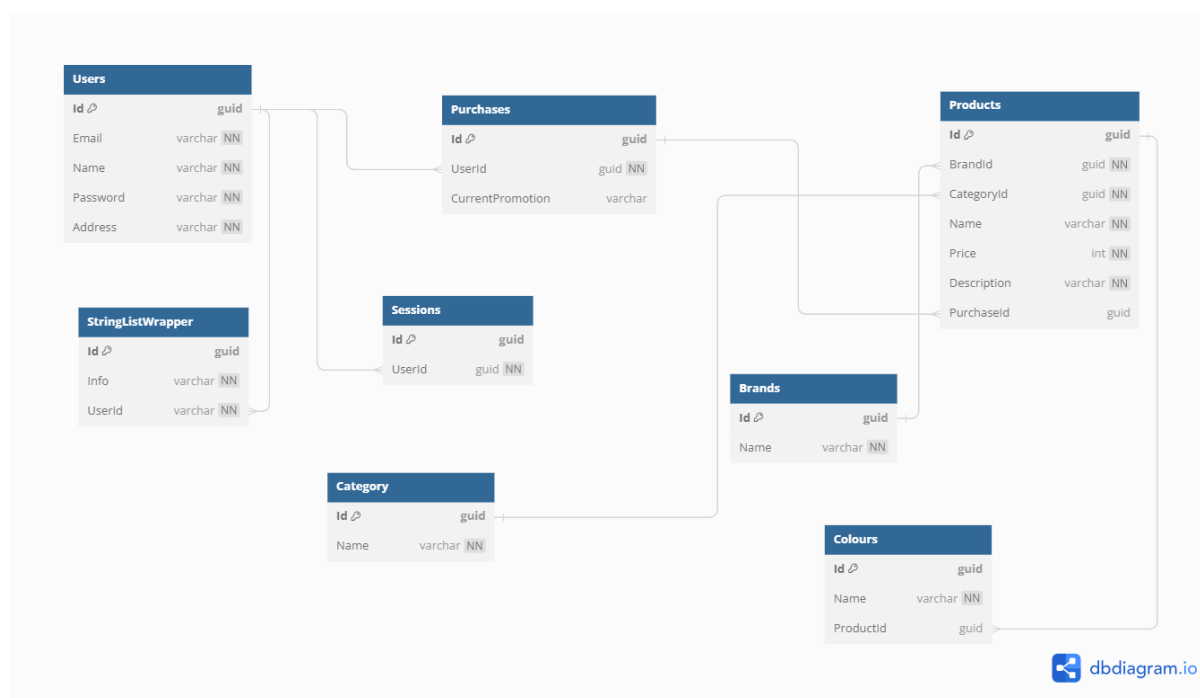 Users
Id guid
Email varchar NN
Name varchar NN
Password varchar NN
Address varchar NN
Purchases
Id guid
UserId guid NN
CurrentPromotion varchar
Products
Id guid
BrandId guid NN
CategoryId guid NN
Name varchar NN
Price int NN
Description varchar NN
PurchaseId guid
StringListWrapper
Id guid
Info varchar NN
UserId varchar NN
Sessions
Id guid
UserId guid NN
Brands
Id guid
Name varchar NN
Category
Id guid
Name varchar NN
Colours
Id guid
Name varchar NN
ProductId guid
dbdiagram.io